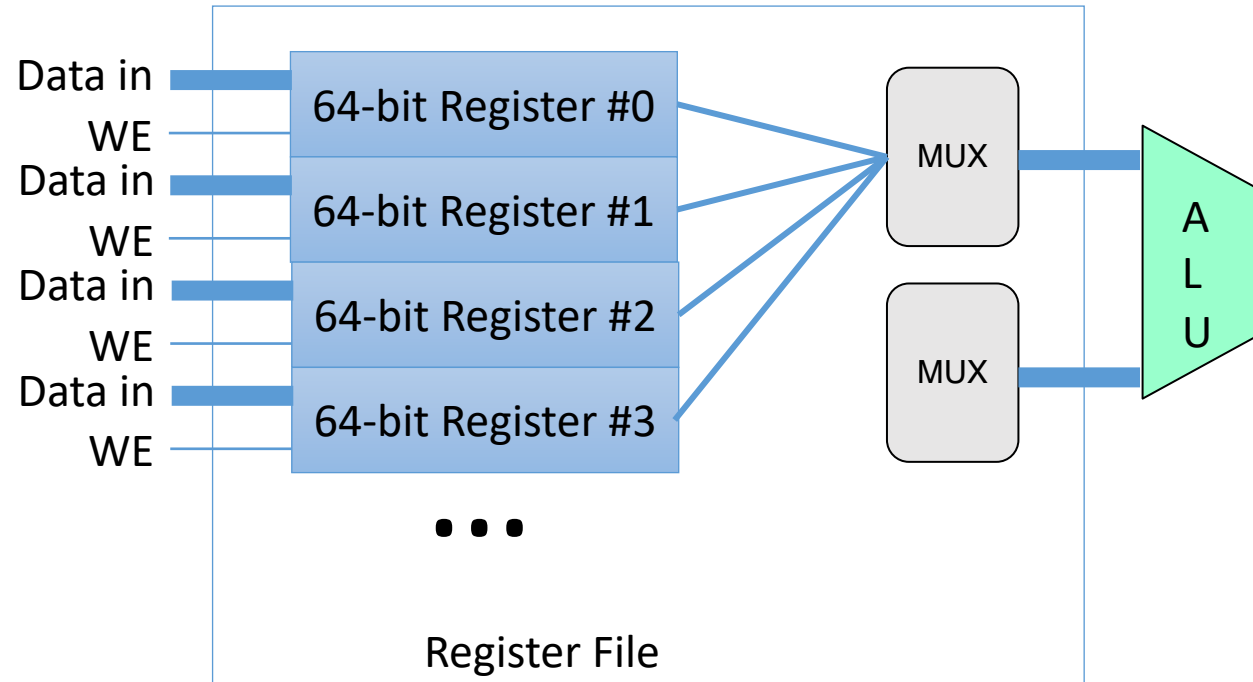 Data in
WE
Data in
WE
Data in
WE
Data in
WE
64-bit Register #0
64-bit Register #1
64-bit Register #2
64-bit Register #3
...
MUX
MUX
A
L
U
Register File